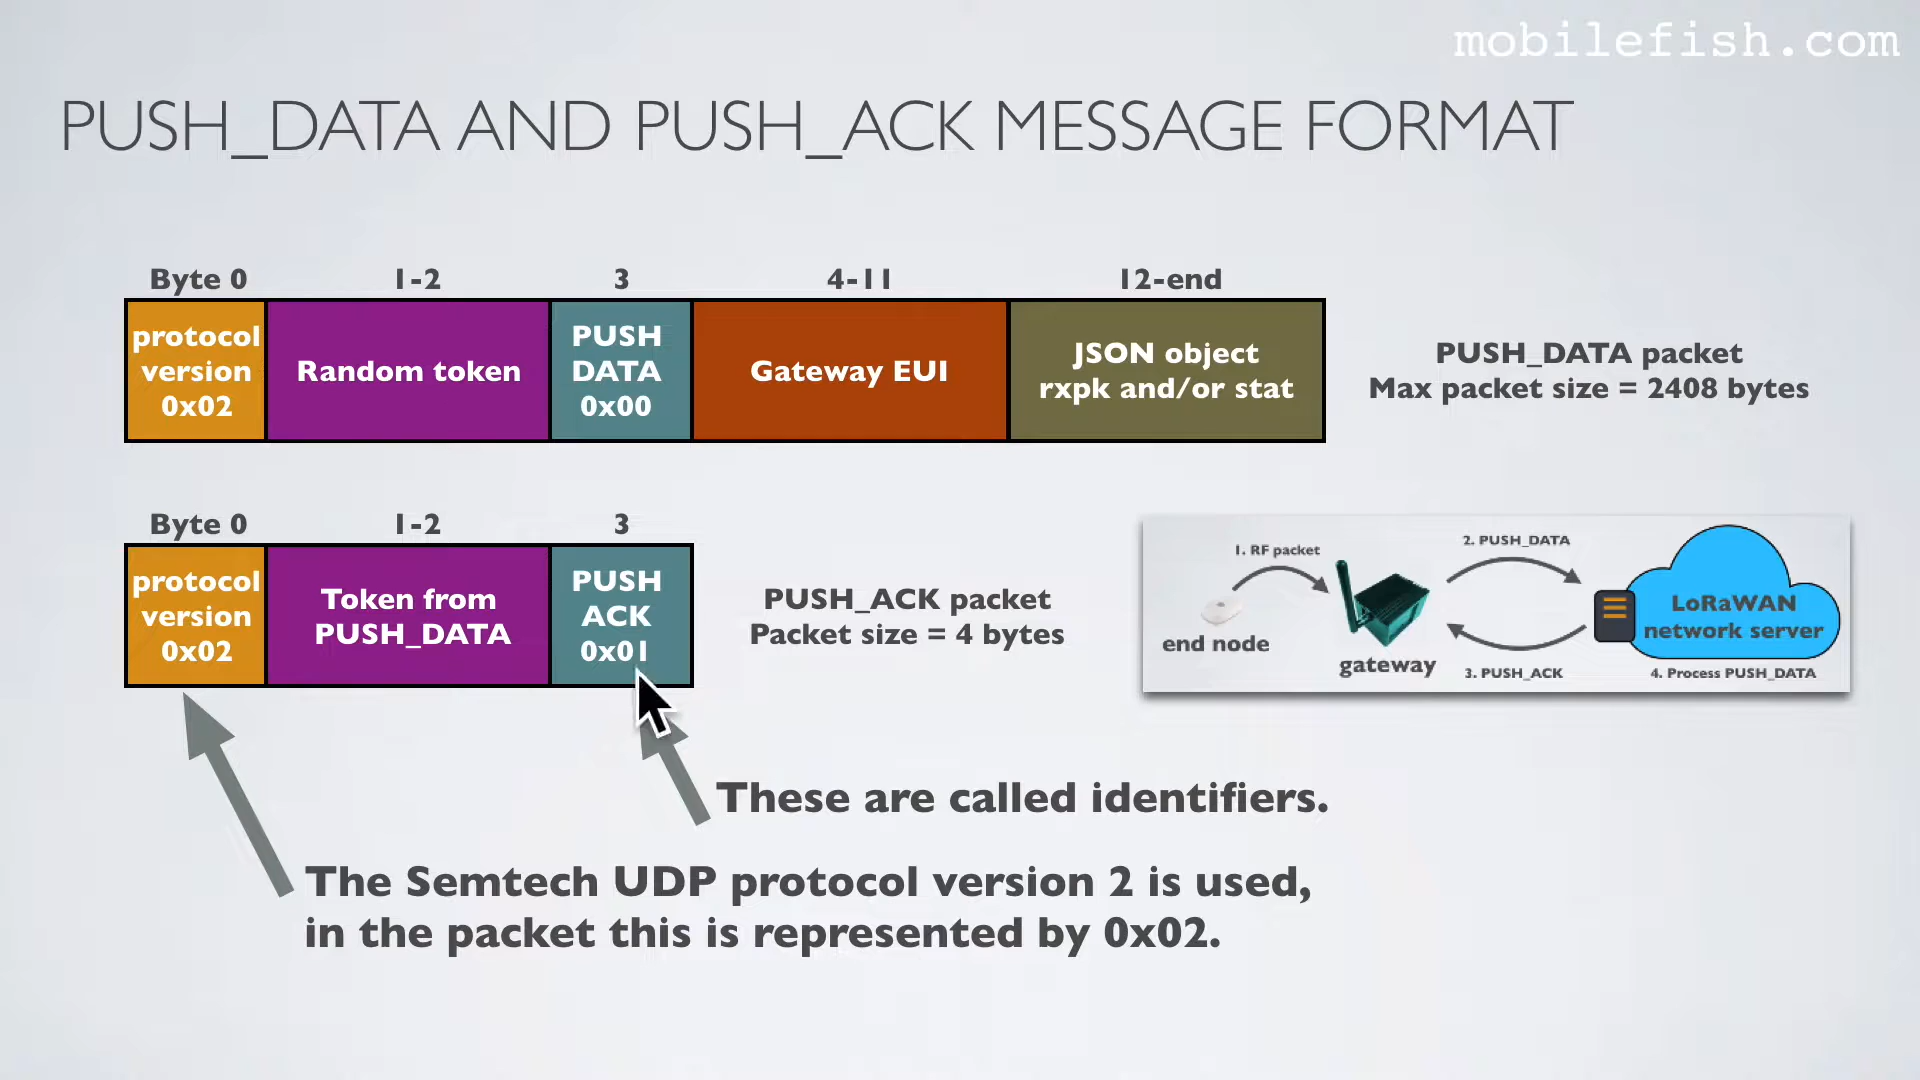 mobilefish.com
PUSH_DATA AND PUSH_ACK MESSAGE FORMAT
Byte 0 1-2 3 4-11 12-end
protocol
version
0x02
Random token
PUSH
DATA
0x00
Gateway EUI
JSON object
rxpk and/or stat
PUSH_DATA packet
Max packet size = 2408 bytes
Byte 0 1-2 3
protocol
version
0x02
Token from
PUSH_DATA
PUSH
ACK
0x01
PUSH_ACK packet
Packet size = 4 bytes
1. RF packet
2. PUSH_DATA
end node
gateway
LoRaWAN
network server
3. PUSH_ACK
4. Process PUSH_DATA
These are called identifiers.
The Semtech UDP protocol version 2 is used,
in the packet this is represented by 0x02.